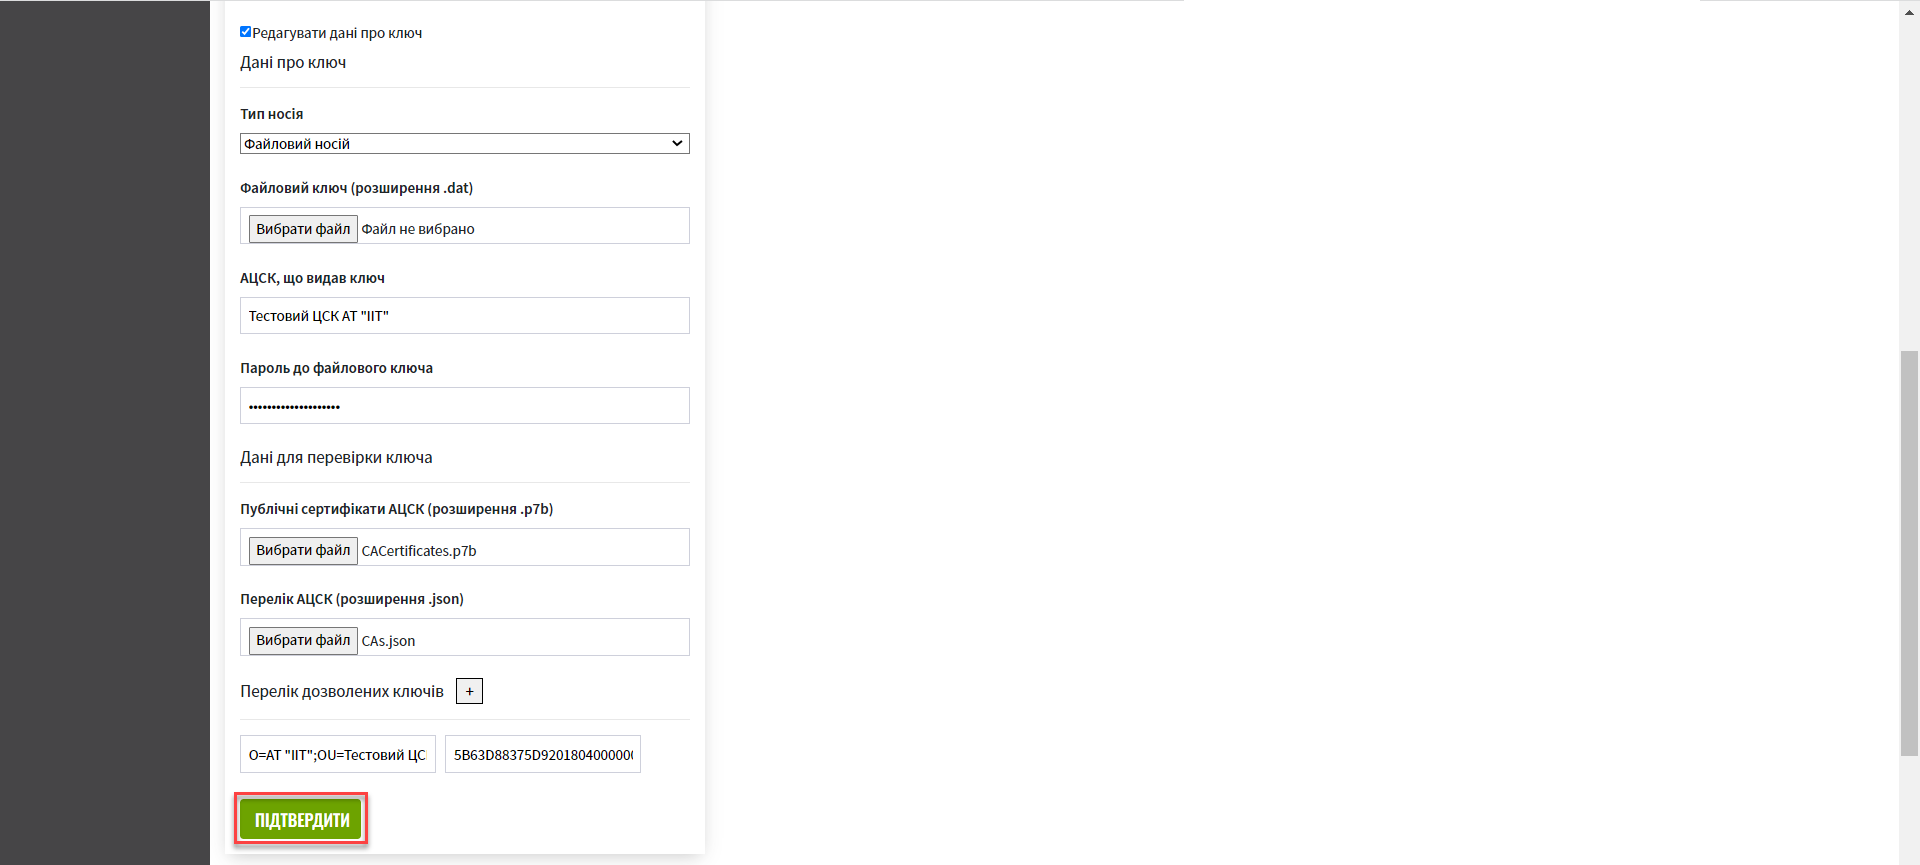 Редагувати дані про ключ
Дані про ключ
Тип носія
Файловий носій
Файловий ключ (розширення .dat)
Вибрати файл Файл не вибрано
АЦСК, що видав ключ
Тестовий ЦСК АТ "ІІТ"
Пароль до файлового ключа
••••••••••••••••••••
Дані для перевірки ключа
Публічні сертифікати АЦСК (розширення .p7b)
Вибрати файл CACertificates.p7b
Перелік АЦСК (розширення .json)
Вибрати файл CAs.json
Перелік дозволених ключів +
O=АТ "ІІТ";OU=Тестовий ЦС 5B63D88375D9201804000000
ПІДТВЕРДИТИ